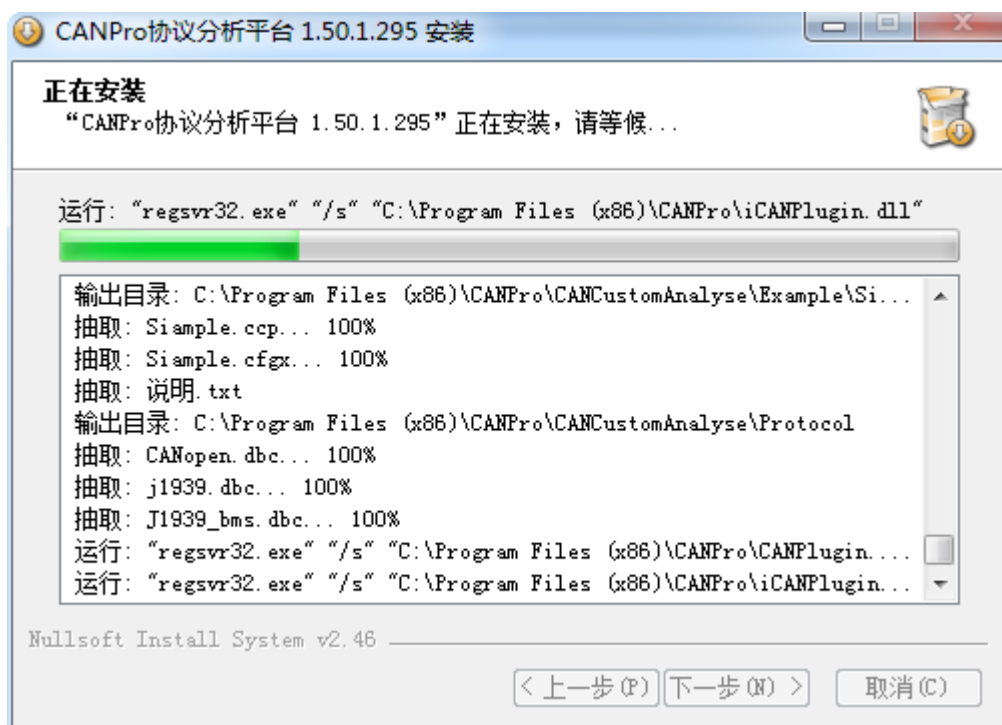 CANPro协议分析平台 1.50.1.295 安装
正在安装
“CANPro协议分析平台 1.50.1.295”正在安装，请等候...
运行: "regsvr32.exe" "/s" "C:\Program Files (x86)\CANPro\iCANPlugin.dll"
输出目录: C:\Program Files (x86)\CANPro\CANCustomAnalyse\Example\Si...
抽取: Siample.ccp... 100%
抽取: Siample.cfgx... 100%
抽取: 说明.txt
输出目录: C:\Program Files (x86)\CANPro\CANCustomAnalyse\Protocol
抽取: CANopen.dbc... 100%
抽取: j1939.dbc... 100%
抽取: J1939_bms.dbc... 100%
运行: "regsvr32.exe" "/s" "C:\Program Files (x86)\CANPro\CANPlugin....
运行: "regsvr32.exe" "/s" "C:\Program Files (x86)\CANPro\iCANPlugin...
Nullsoft Install System v2.46
< 上一步(P) 下一步(N) > 取消(C)